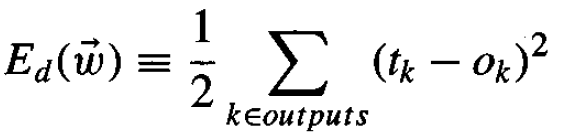 $E_d(\vec{w}) \equiv \frac{1}{2} \sum_{k \in outputs} (t_k - o_k)^2$